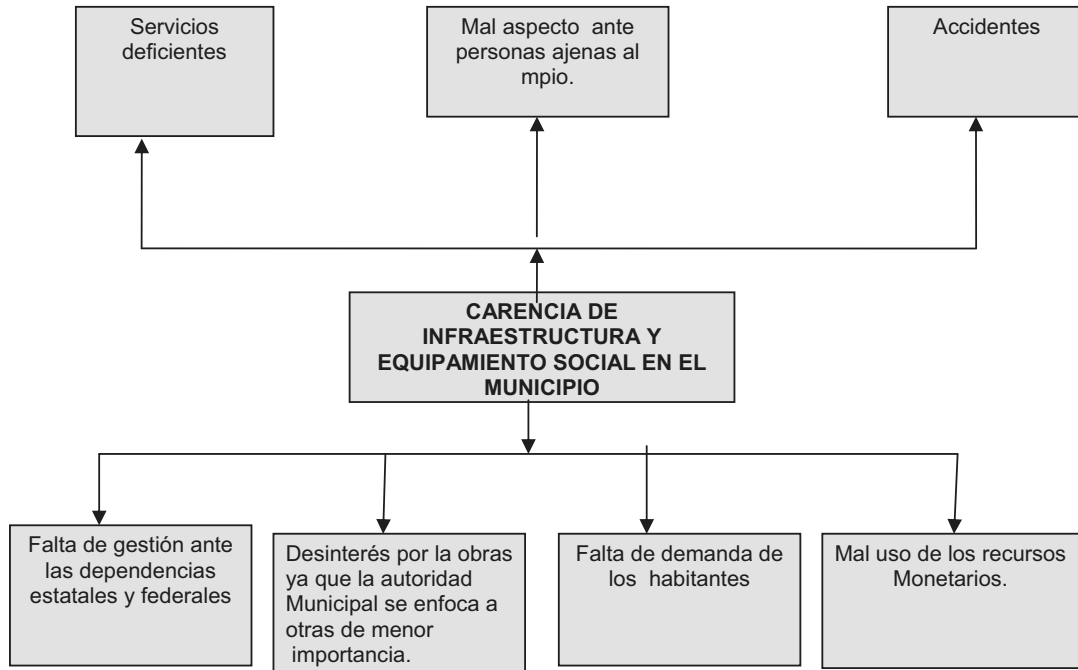 Servicios
deficientes
Mal aspecto ante
personas ajenas al
mpio.
Accidentes
CARENCIA DE
INFRAESTRUCTURA Y
EQUIPAMIENTO SOCIAL EN EL
MUNICIPIO
Falta de gestión ante
las dependencias
estatales y federales
Desinterés por la obras
ya que la autoridad
Municipal se enfoca a
otras de menor
importancia.
Falta de demanda de
los habitantes
Mal uso de los recursos
Monetarios.